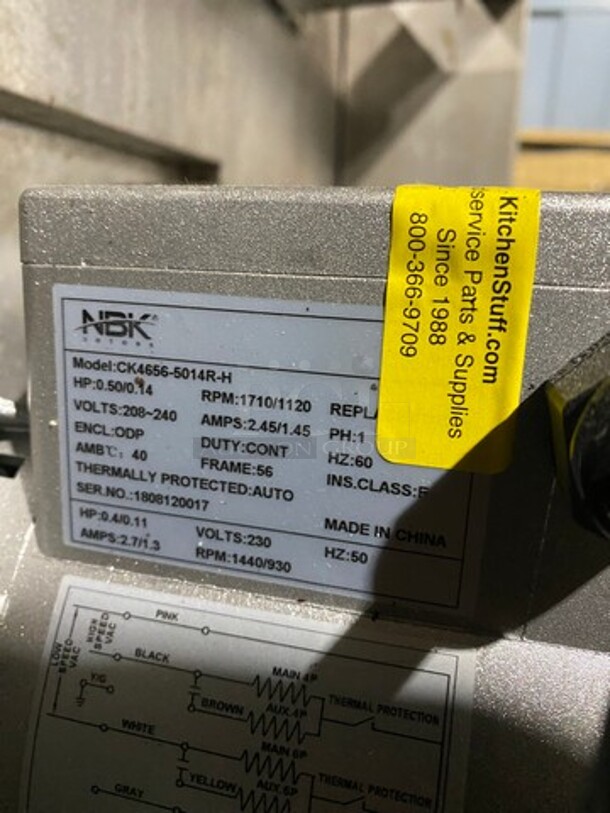 NBK
MOTORS
Model:CK4656-5014R-H
HP:0.50/0.14 RPM:1710/1120 REPL
VOLTS:208~240 AMPS:2.45/1.45 PH:1
ENCL:ODP DUTY:CONT HZ:60
AMB℃: 40 FRAME:56 INS.CLASS:
THERMALLY PROTECTED:AUTO
SER.NO.:1808120017 MADE IN CHINA
HP:0.4/0.11 VOLTS:230 HZ:50
AMPS:2.7/1.3 RPM:1440/930
KitchenStuff.com
service Parts & Supplies
Since 1988
800-366-9709
AUCTION GROUP
LOW SPEED VAC
HIGH SPEED VAC
PINK
BLACK
MAIN 4P
Y/G
BROWN
AUX.4P
THERMAL PROTECTION
WHITE
MAIN 6P
YELLOW
AUX.6P
THERMAL PROTECTION
GRAY